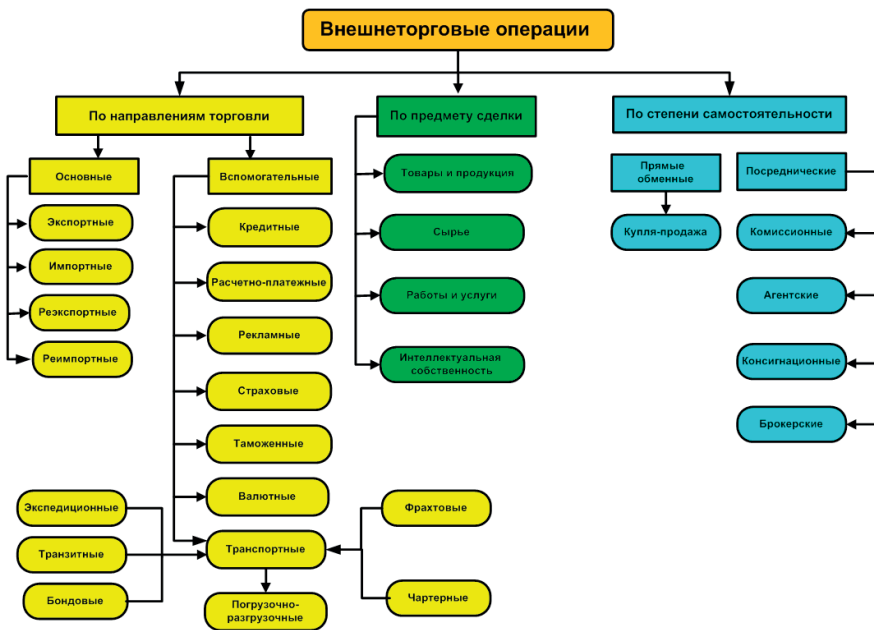 Внешнеторговые операции
По направлениям торговли
По предмету сделки
По степени самостоятельности
Основные
Вспомогательные
Товары и продукция
Прямые
обменные
Посреднические
Экспортные
Кредитные
Сырье
Купля-продажа
Комиссионные
Импортные
Расчетно-платежные
Работы и услуги
Агентские
Реэкспортные
Рекламные
Реимпортные
Интеллектуальная
собственность
Консигнационные
Страховые
Брокерские
Таможенные
Валютные
Экспедиционные
Фрахтовые
Транзитные
Транспортные
Бондовые
Погрузочно-
разгрузочные
Чартерные